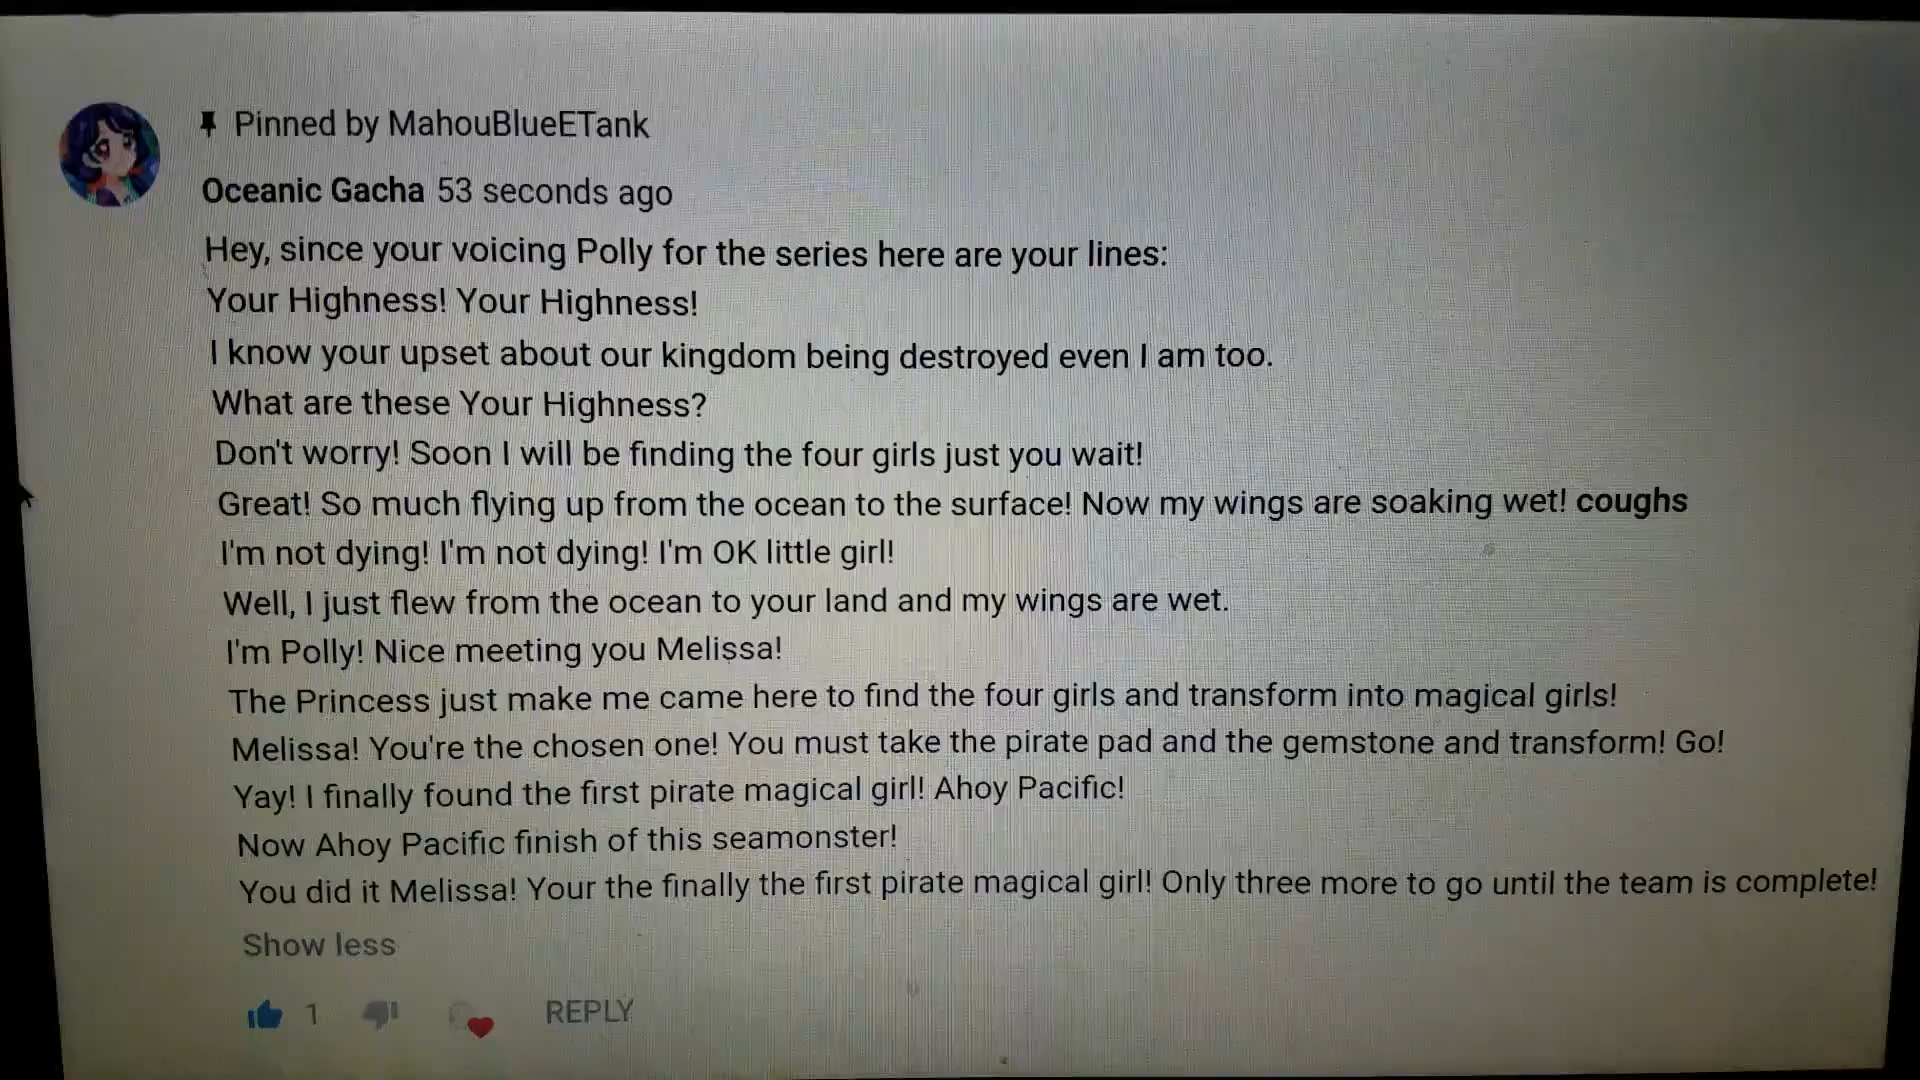 Pinned by MahouBlueETank
Oceanic Gacha 53 seconds ago
Hey, since your voicing Polly for the series here are your lines:
Your Highness! Your Highness!
I know your upset about our kingdom being destroyed even I am too.
What are these Your Highness?
Don't worry! Soon I will be finding the four girls just you wait!
Great! So much flying up from the ocean to the surface! Now my wings are soaking wet! coughs
I'm not dying! I'm not dying! I'm OK little girl!
Well, I just flew from the ocean to your land and my wings are wet.
I'm Polly! Nice meeting you Melissa!
The Princess just make me came here to find the four girls and transform into magical girls!
Melissa! You're the chosen one! You must take the pirate pad and the gemstone and transform! Go!
Yay! I finally found the first pirate magical girl! Ahoy Pacific!
Now Ahoy Pacific finish of this seamonster!
You did it Melissa! Your the finally the first pirate magical girl! Only three more to go until the team is complete!
Show less
1 REPLY